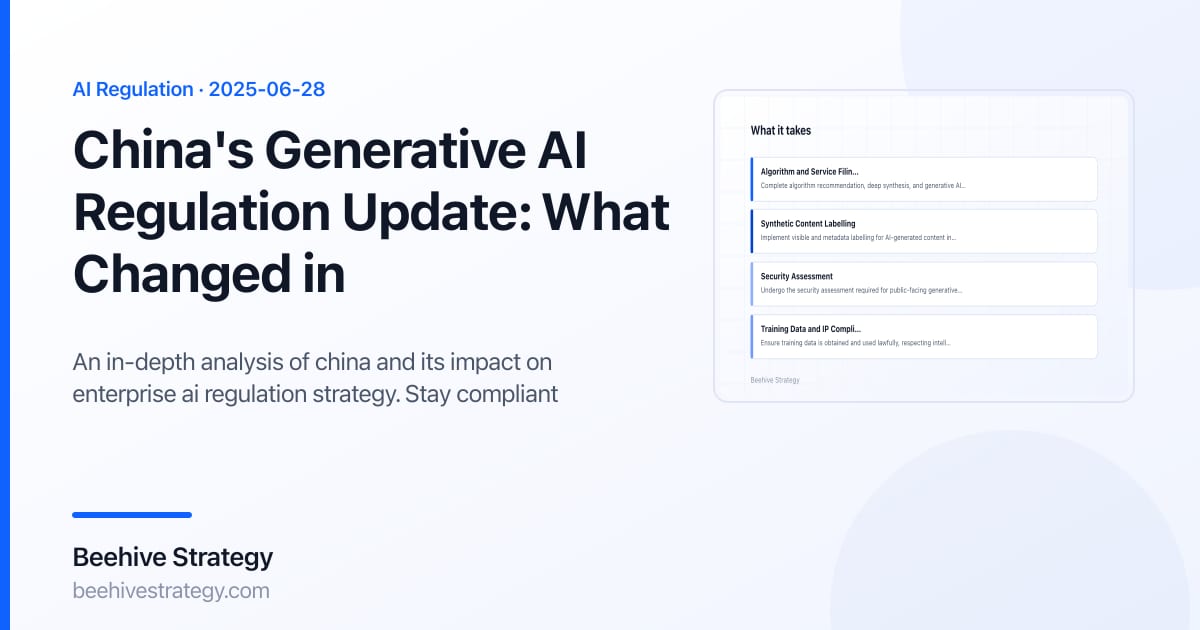 AI Regulation · 2025-06-28
China's Generative AI
Regulation Update: What
Changed in
An in-depth analysis of china and its impact on
enterprise ai regulation strategy. Stay compliant
Beehive Strategy
beehivestrategy.com
What it takes
Algorithm and Service Filin...
Complete algorithm recommendation, deep synthesis, and generative AI...
Synthetic Content Labelling
Implement visible and metadata labelling for AI-generated content in...
Security Assessment
Undergo the security assessment required for public-facing generative...
Training Data and IP Compli...
Ensure training data is obtained and used lawfully, respecting intell...
Beehive Strategy